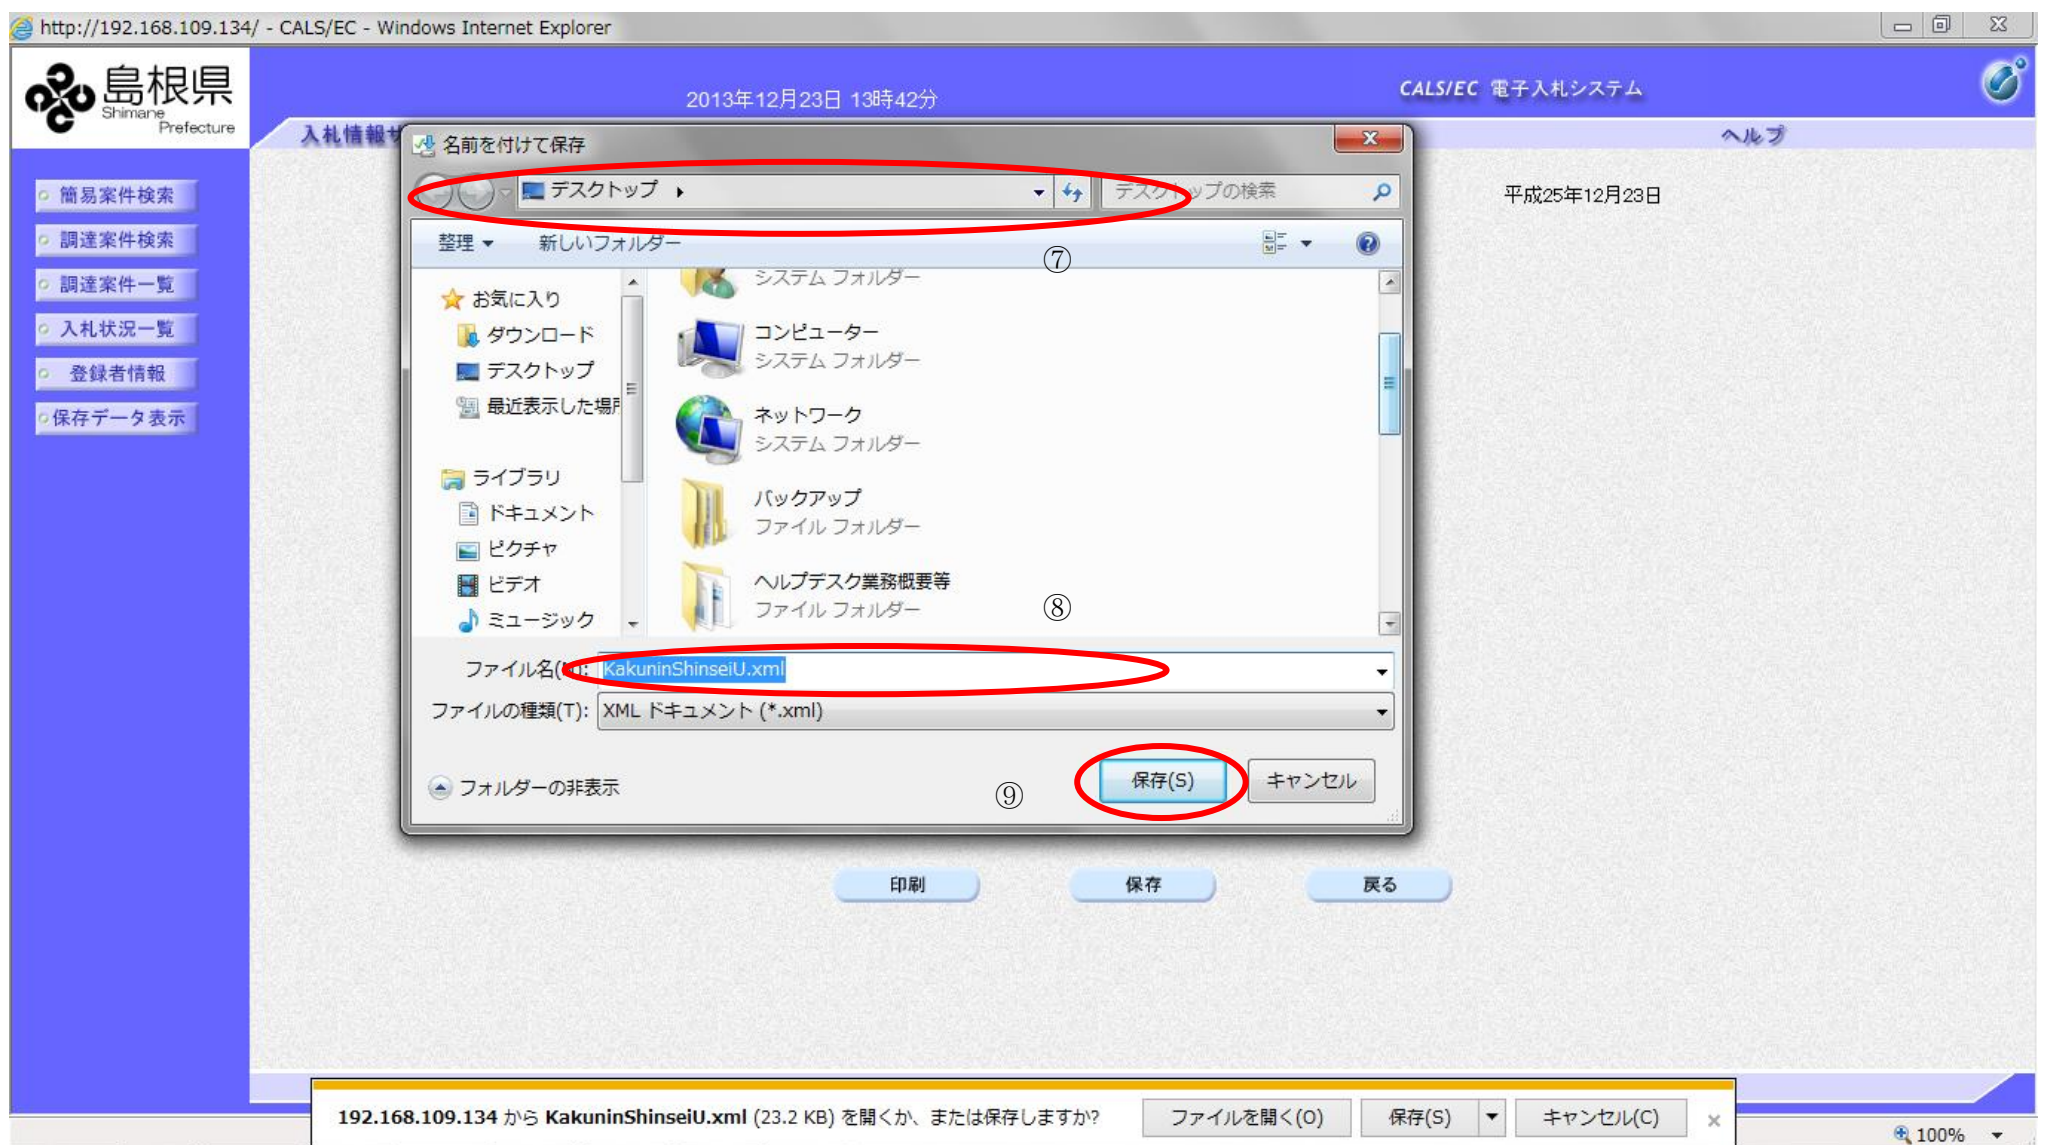 http://192.168.109.134/ - CALS/EC - Windows Internet Explorer
島根県
Shimane
Prefecture
2013年12月23日 13時42分
CALS/EC 電子入札システム
入札情報サ
ヘルプ
簡易案件検索
調達案件検索
調達案件一覧
入札状況一覧
登録者情報
保存データ表示
平成25年12月23日
名前を付けて保存
デスクトップ
デスクトップの検索
整理
新しいフォルダー
⑦
お気に入り
ダウンロード
デスクトップ
最近表示した場所
ライブラリ
ドキュメント
ピクチャ
ビデオ
ミュージック
システム フォルダー
コンピューター
システム フォルダー
ネットワーク
システム フォルダー
バックアップ
ファイル フォルダー
ヘルプデスク業務概要等
ファイル フォルダー
⑧
ファイル名(N): KakuninShinseiU.xml
ファイルの種類(T): XML ドキュメント (*.xml)
フォルダーの非表示
⑨
保存(S)
キャンセル
印刷
保存
戻る
192.168.109.134 から KakuninShinseiU.xml (23.2 KB) を開くか、または保存しますか?
ファイルを開く(O)
保存(S)
キャンセル(C)
100%